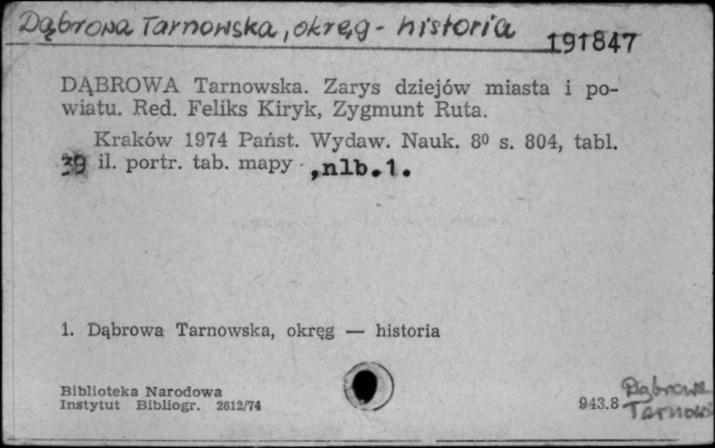 Dąbrowa Tarnowska, okręg - historia
191847
DĄBROWA Tarnowska. Zarys dziejów miasta i po-
wiatu. Red. Feliks Kiryk, Zygmunt Ruta.
Kraków 1974 Państ. Wydaw. Nauk. 8⁰ s. 804, tabl.
39 il. portr. tab. mapy , nlb. 1.
1. Dąbrowa Tarnowska, okręg — historia
Biblioteka Narodowa
Instytut Bibliogr. 2612/74
943.8 Dąbrowa
Tarnows